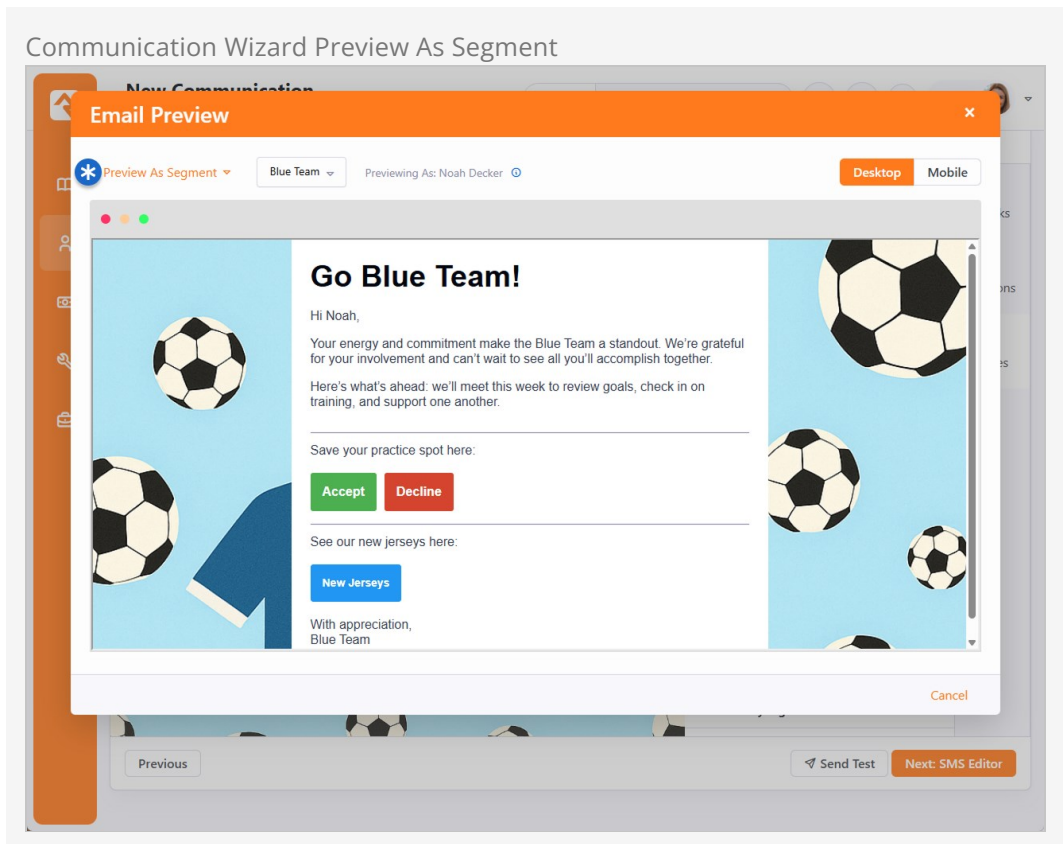 Communication Wizard Preview As Segment
New Communication
Email Preview
×
Preview As Segment
Blue Team
Previewing As: Noah Decker
Desktop
Mobile
Go Blue Team!
Hi Noah,
Your energy and commitment make the Blue Team a standout. We’re grateful
for your involvement and can’t wait to see all you’ll accomplish together.
Here’s what’s ahead: we’ll meet this week to review goals, check in on
training, and support one another.
Save your practice spot here:
Accept
Decline
See our new jerseys here:
New Jerseys
With appreciation,
Blue Team
Cancel
Previous
Send Test
Next: SMS Editor